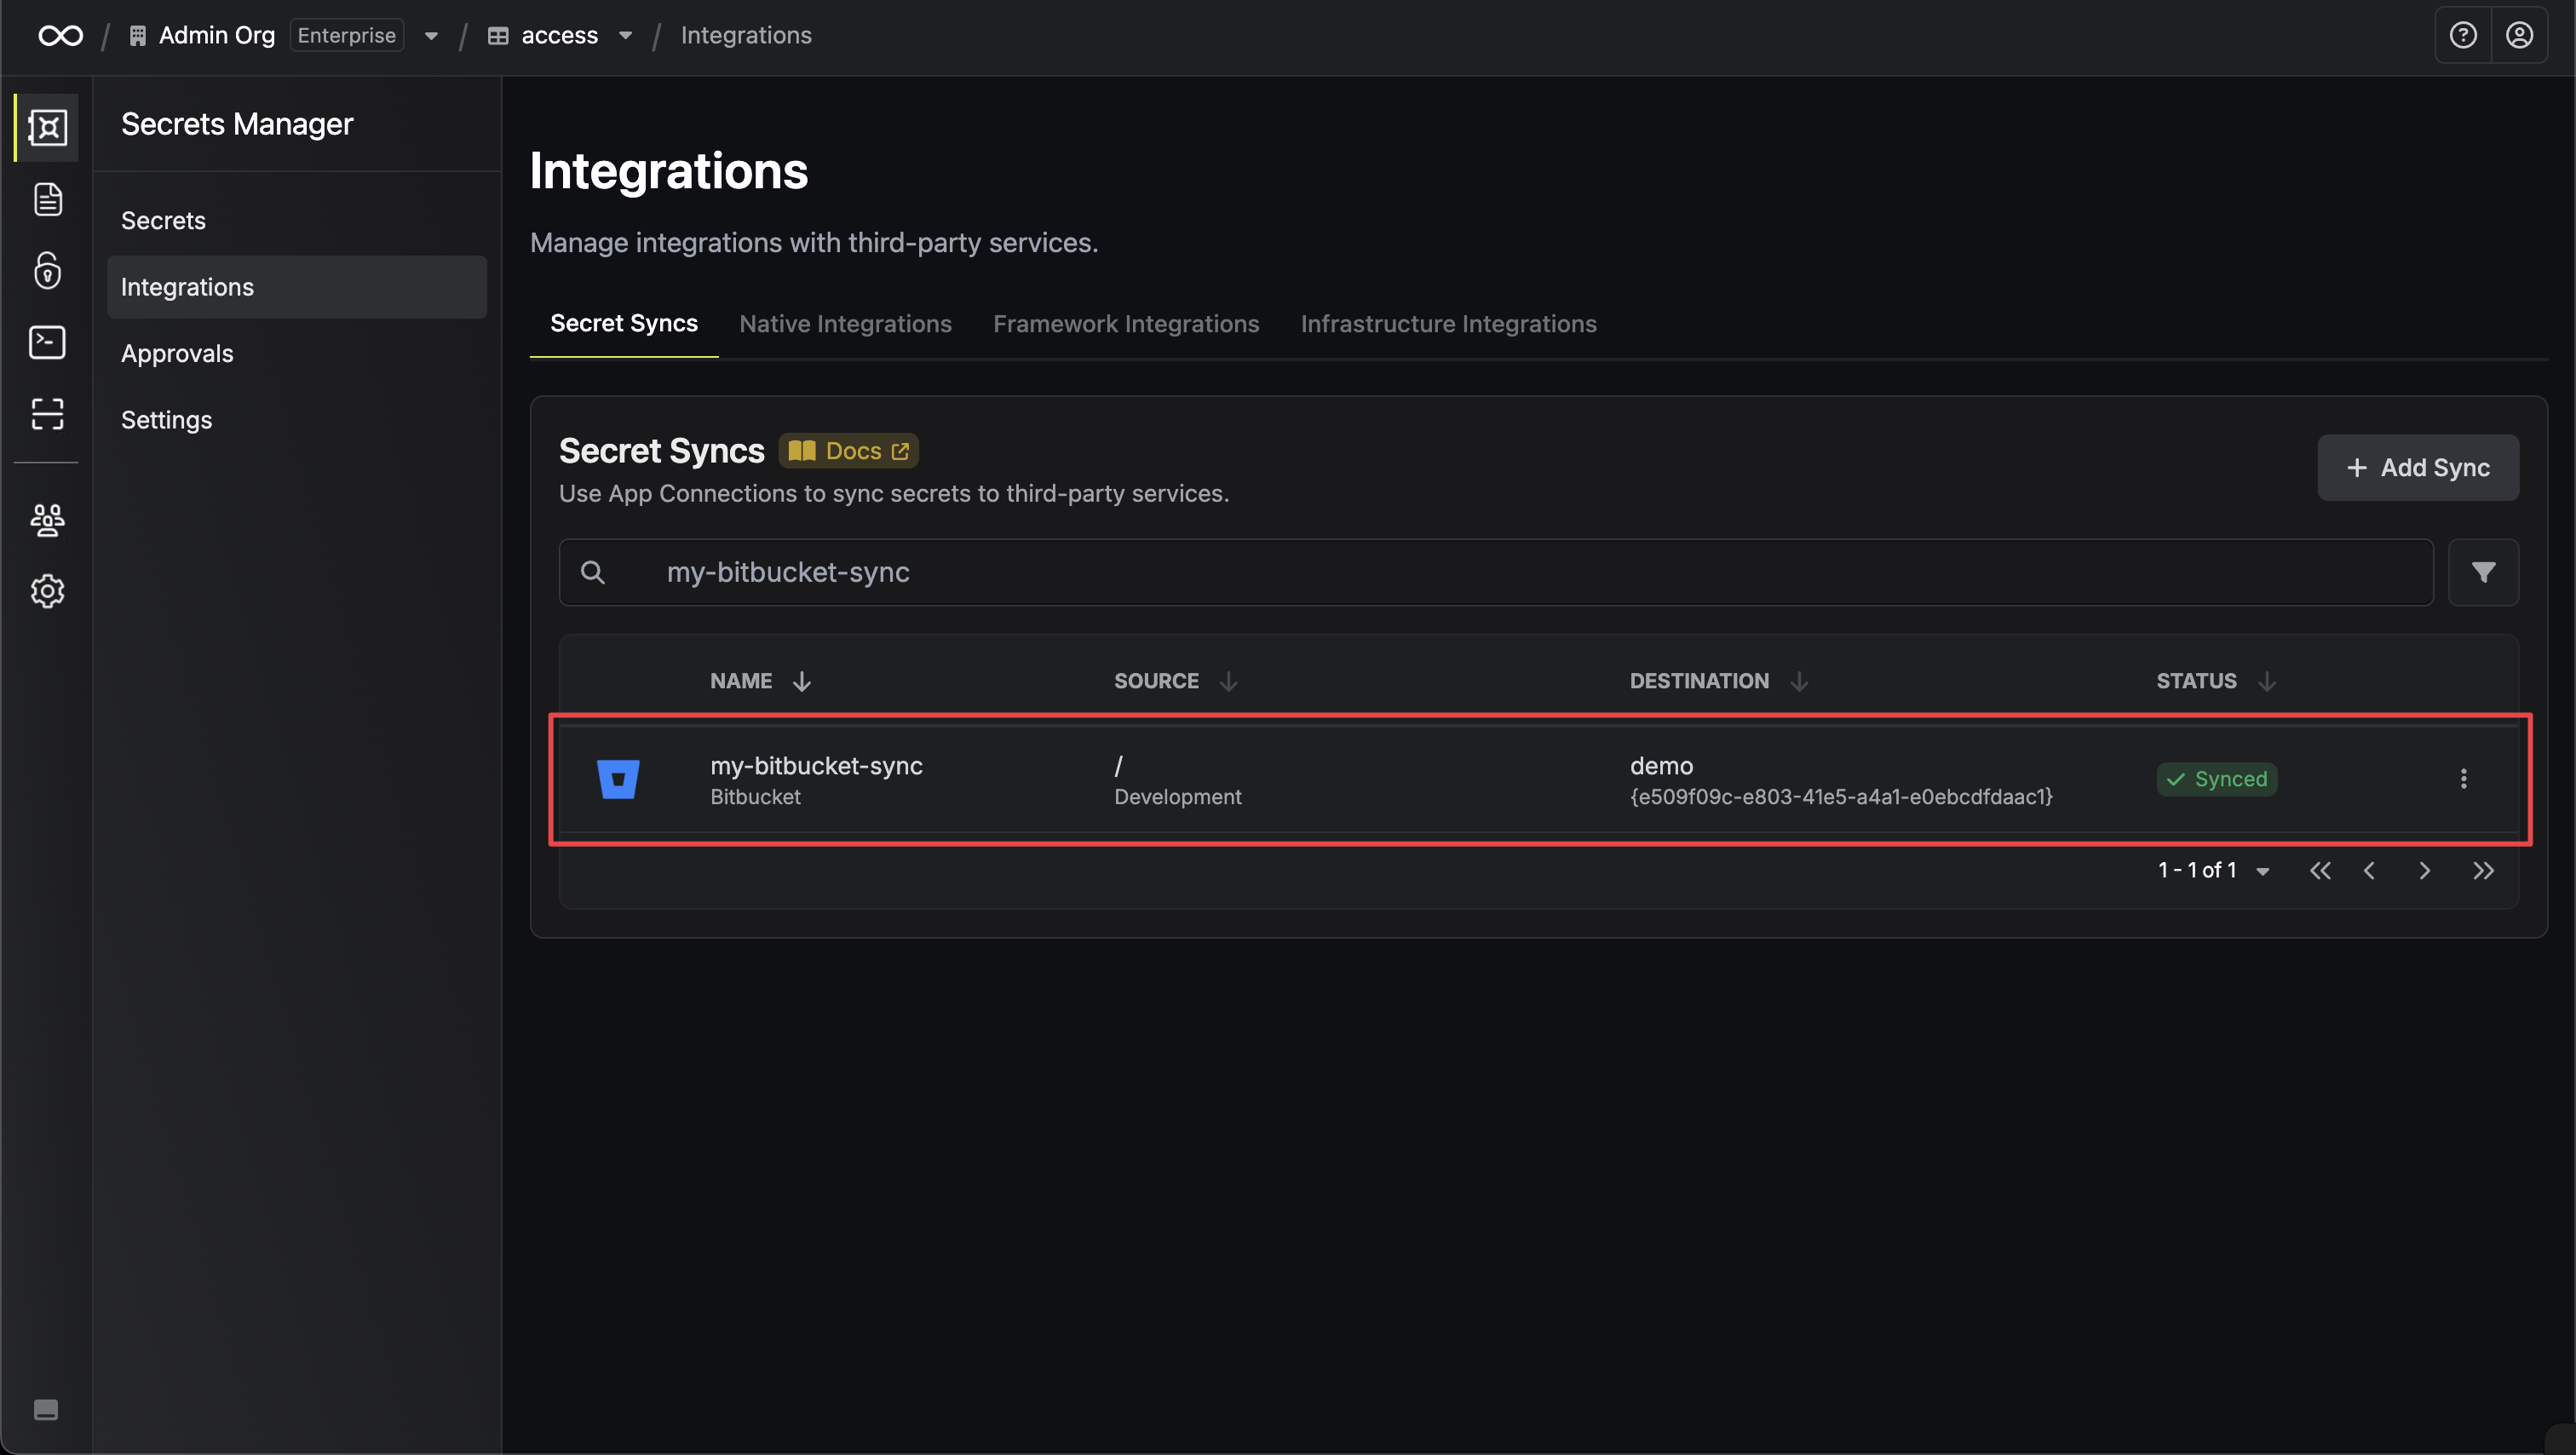 / Admin Org Enterprise / access / Integrations
Secrets Manager
Secrets
Integrations
Approvals
Settings
Integrations
Manage integrations with third-party services.
Secret Syncs Native Integrations Framework Integrations Infrastructure Integrations
Secret Syncs Docs
Use App Connections to sync secrets to third-party services.
+ Add Sync
my-bitbucket-sync
NAME SOURCE DESTINATION STATUS
my-bitbucket-sync / demo Synced
Bitbucket Development {e509f09c-e803-41e5-a4a1-e0ebcdfdaac1}
1 - 1 of 1